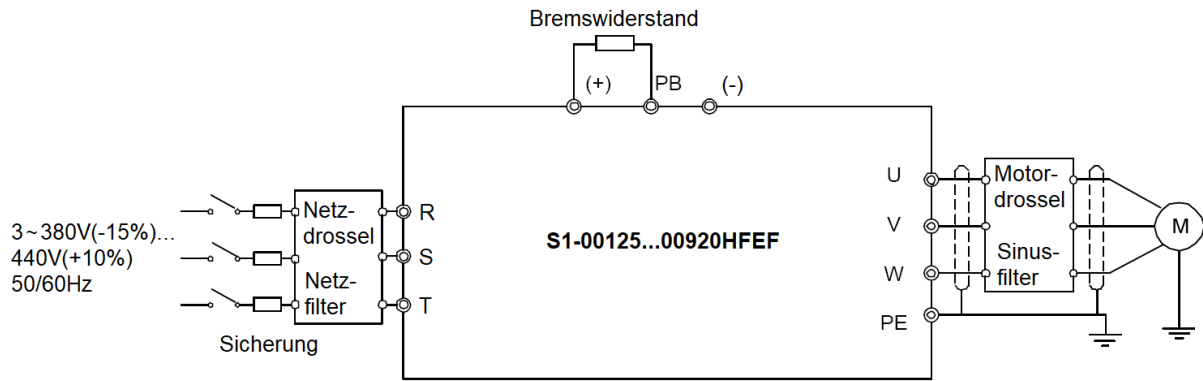 Bremswiderstand
(+)
PB
(-)
3~380V(-15%)...
440V(+10%)
50/60Hz
Netz-
drossel
Netz-
filter
Sicherung
R
S
T
S1-00125...00920HFEF
U
V
W
PE
Motor-
drossel
Sinus-
filter
M